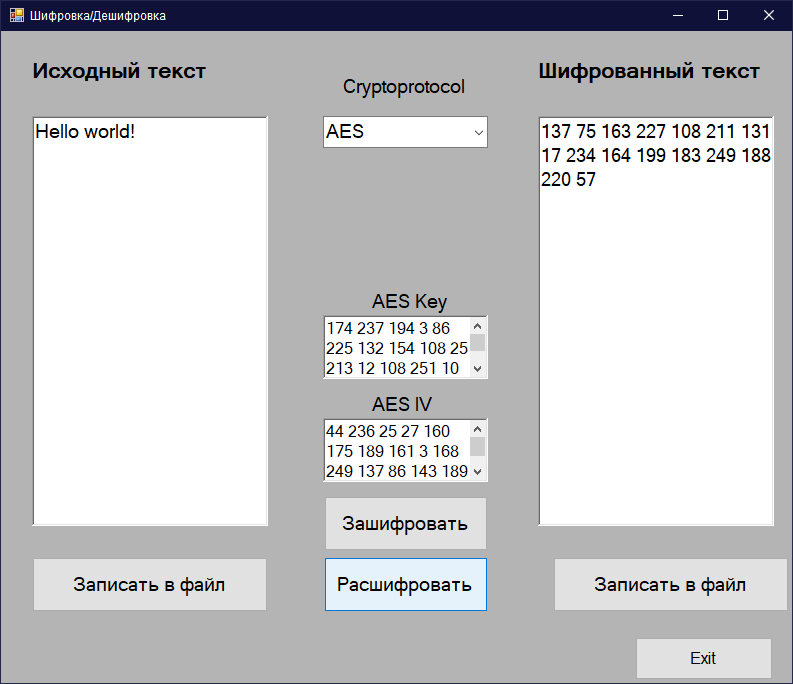 Шифровка/Дешифровка
Исходный текст
Cryptoprotocol
Шифрованный текст
Hello world!
AES
137 75 163 227 108 211 131
17 234 164 199 183 249 188
220 57
AES Key
174 237 194 3 86
225 132 154 108 25
213 12 108 251 10
AES IV
44 236 25 27 160
175 189 161 3 168
249 137 86 143 189
Зашифровать
Расшифровать
Записать в файл
Записать в файл
Exit